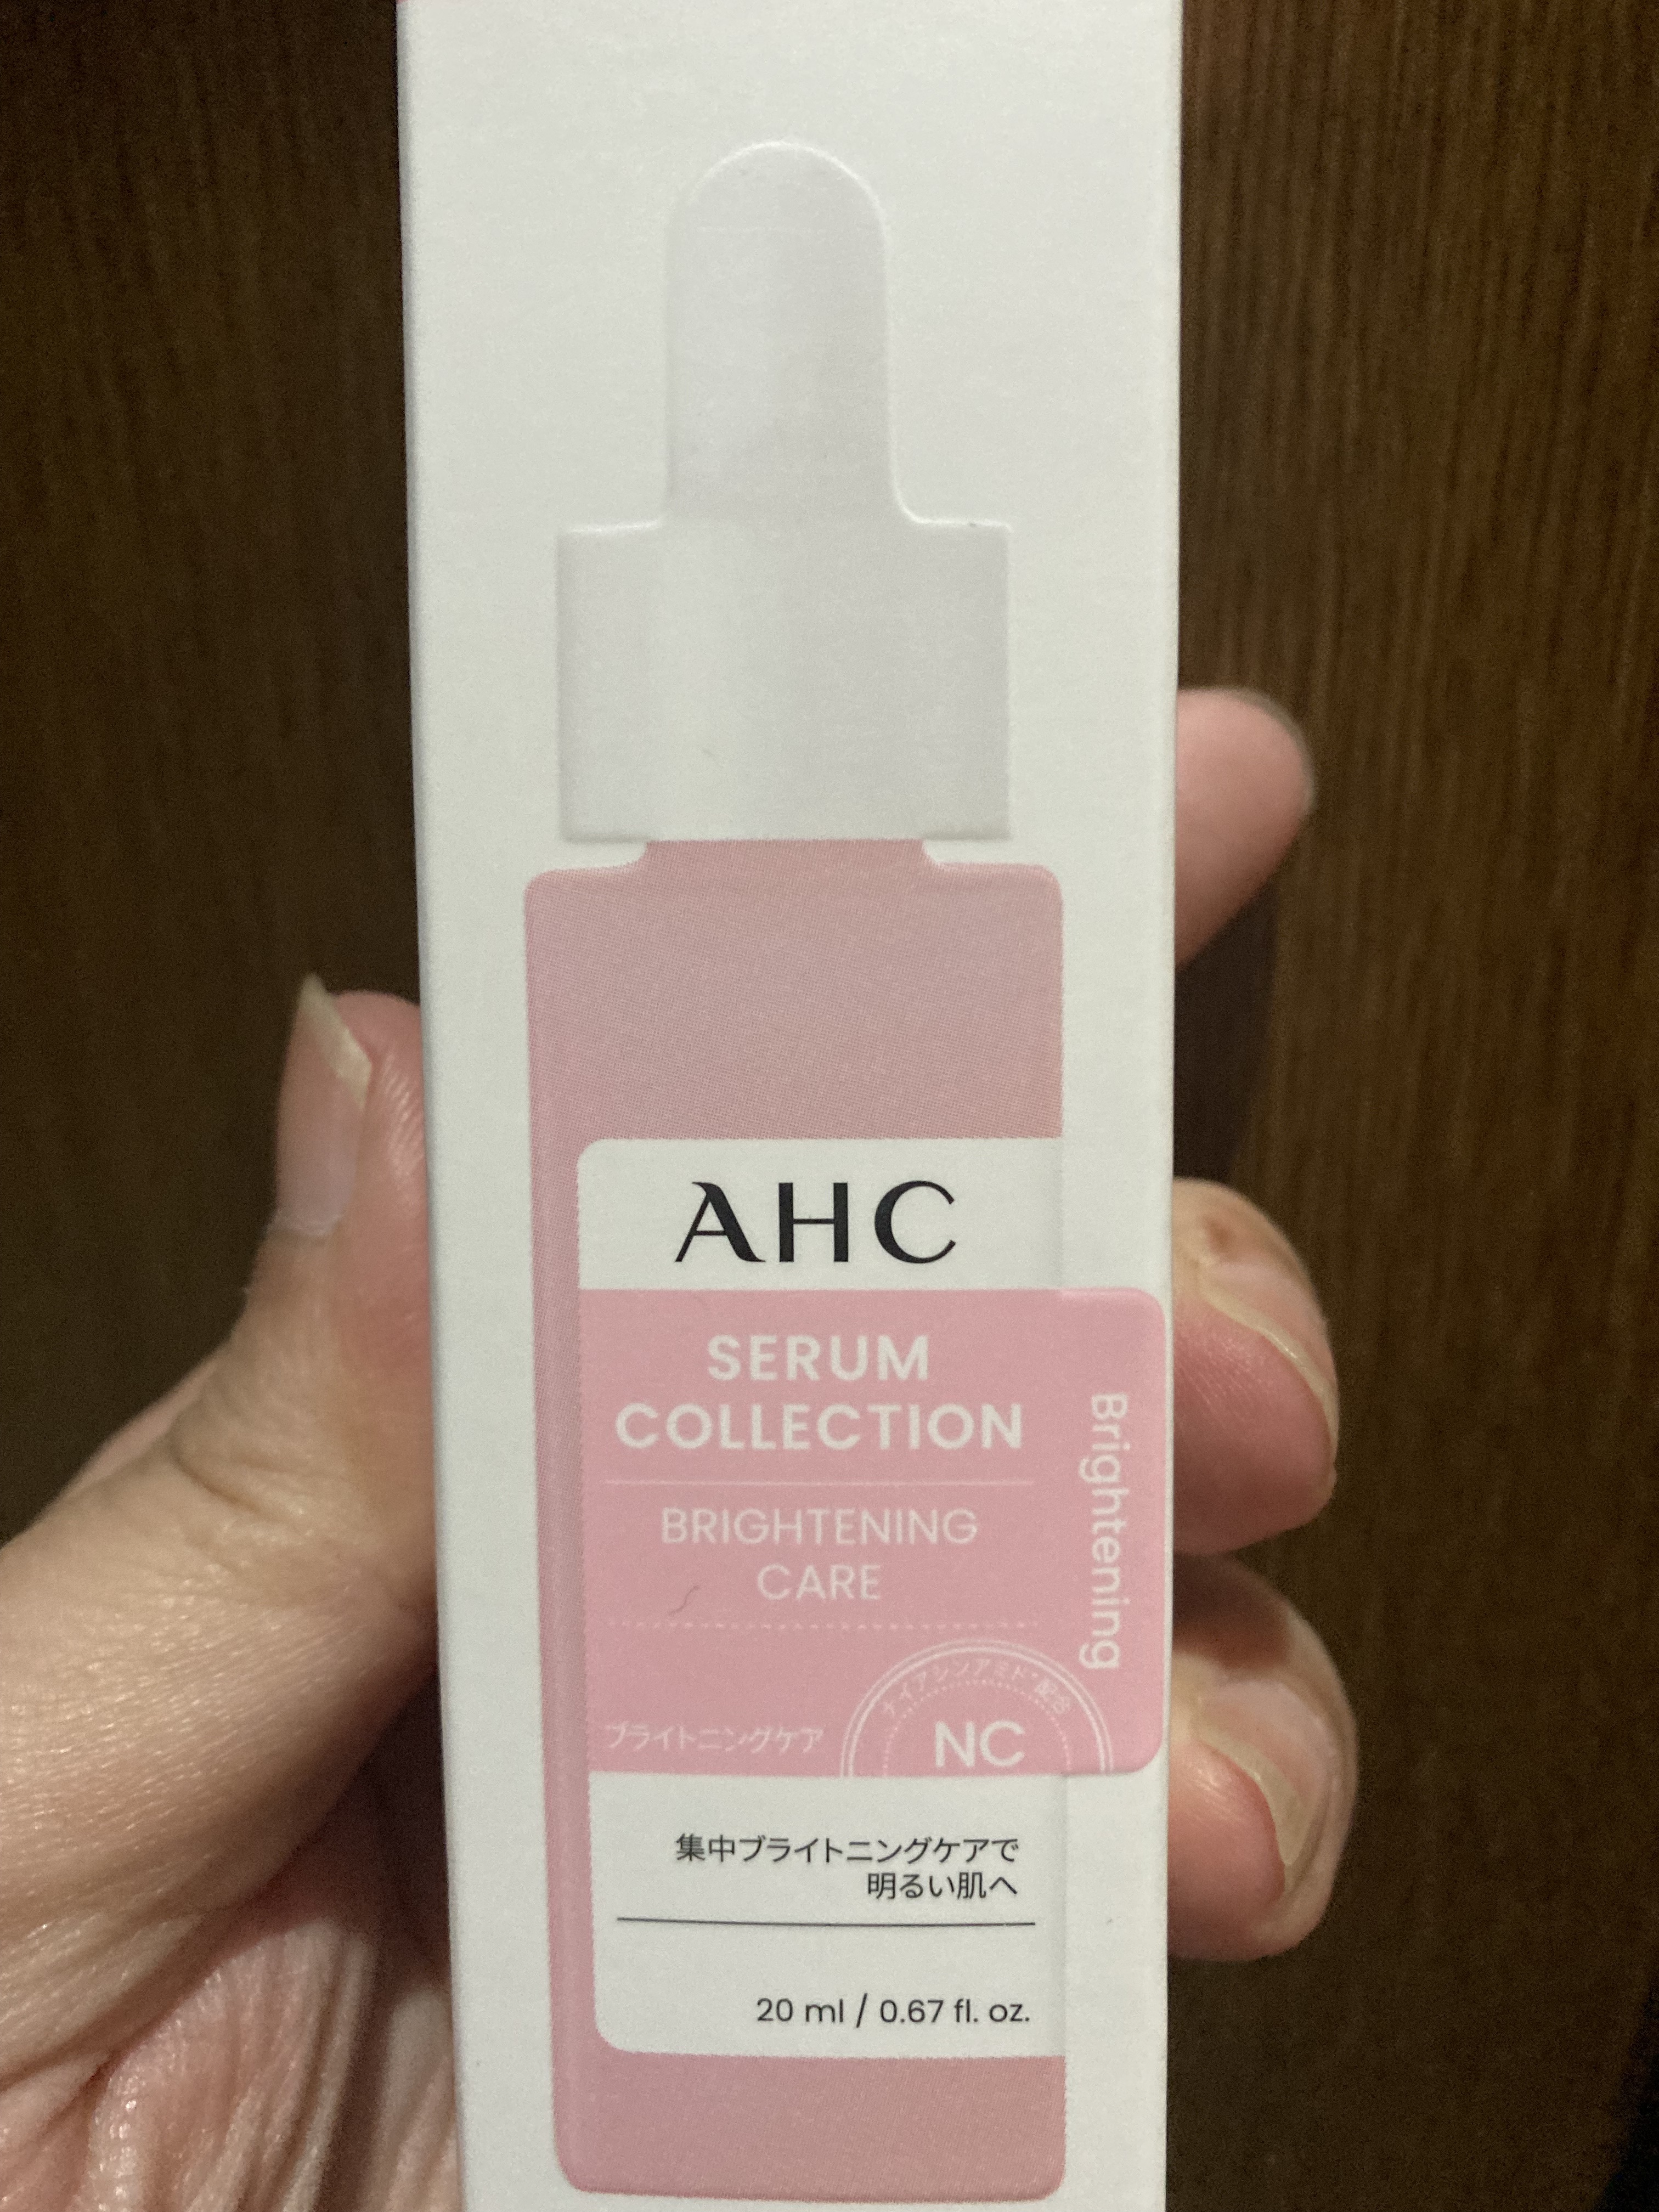 AHC
SERUM
COLLECTION
BRIGHTENING
CARE
Brightening
ナイアシンアミド*配合
NC
ブライトニングケア
集中ブライトニングケアで
明るい肌へ
20 ml / 0.67 fl. oz.